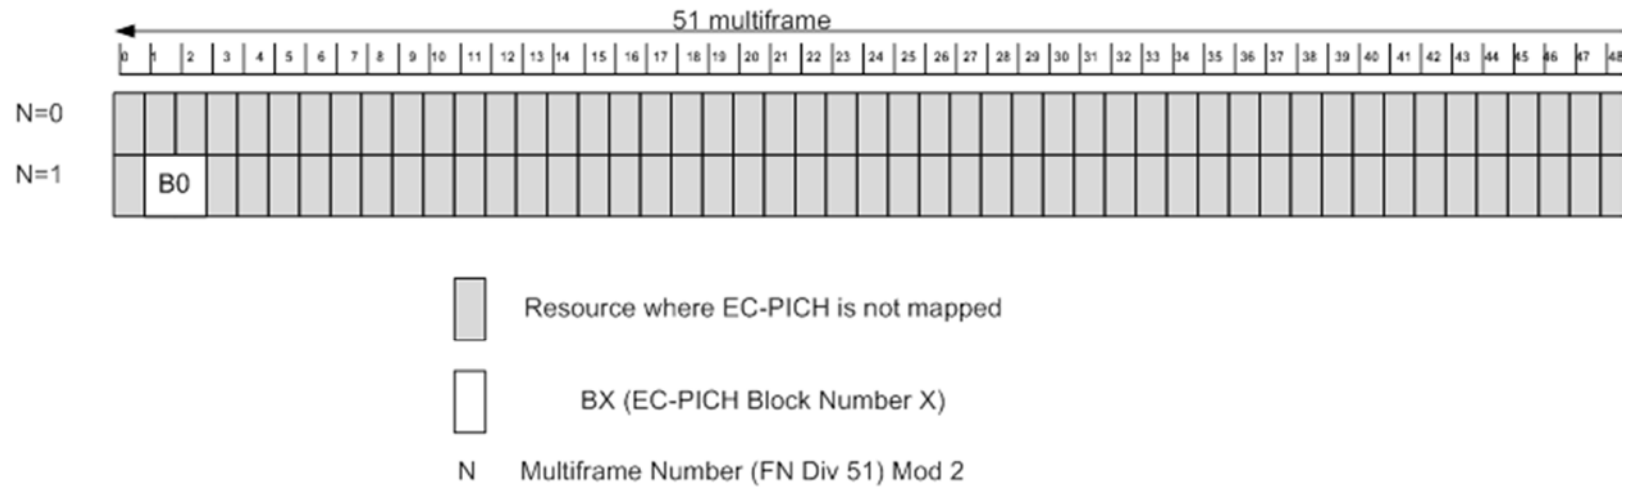 51 multiframe
0 1 2 3 4 5 6 7 8 9 10 11 12 13 14 15 16 17 18 19 20 21 22 23 24 25 26 27 28 29 30 31 32 33 34 35 36 37 38 39 40 41 42 43 44 45 46 47 48
N=0
N=1 B0
Resource where EC-PICH is not mapped
BX (EC-PICH Block Number X)
N Multiframe Number (FN Div 51) Mod 2